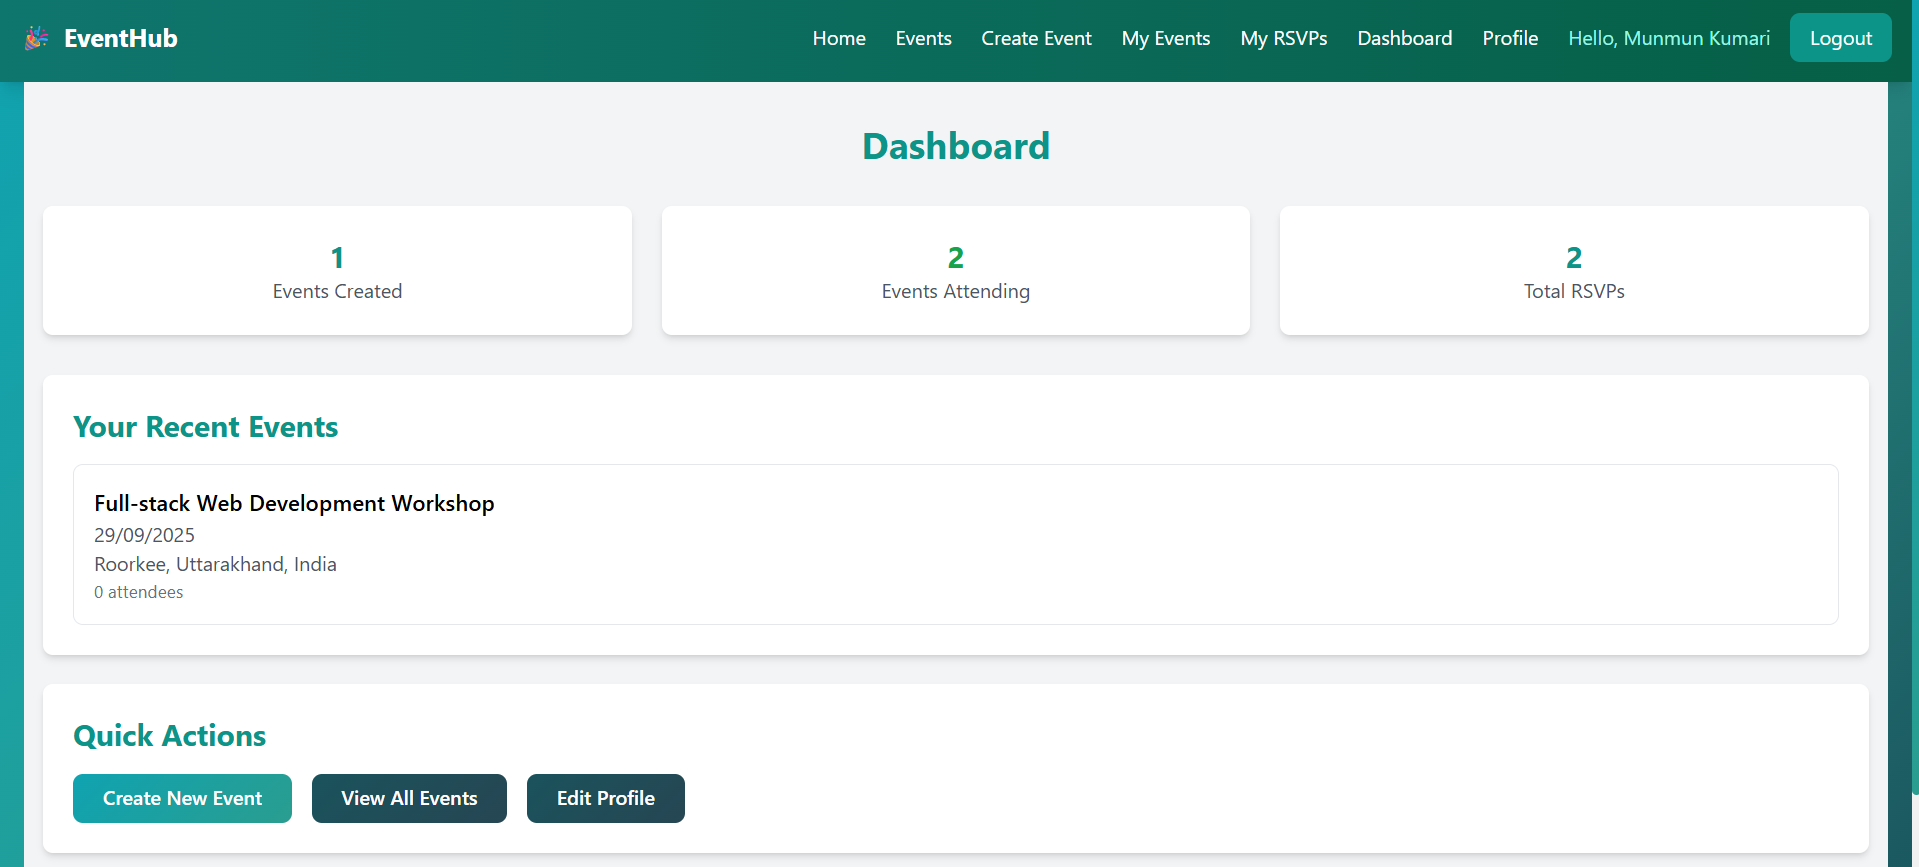 🎉 EventHub
Home Events Create Event My Events My RSVPs Dashboard Profile Hello, Munmun Kumari Logout
Dashboard
1
Events Created
2
Events Attending
2
Total RSVPs
Your Recent Events
Full-stack Web Development Workshop
29/09/2025
Roorkee, Uttarakhand, India
0 attendees
Quick Actions
Create New Event View All Events Edit Profile